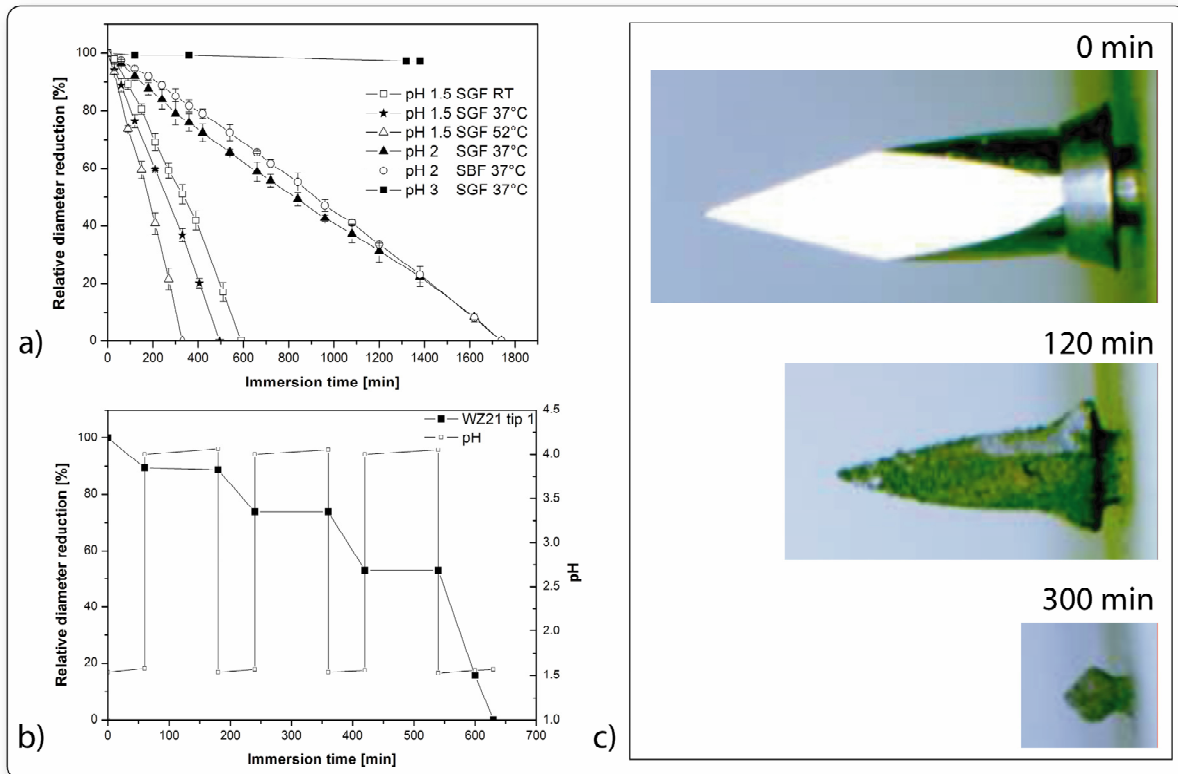 a)
Relative diameter reduction [%]
100
80
60
40
20
0
pH 1.5 SGF RT
pH 1.5 SGF 37°C
pH 1.5 SGF 52°C
pH 2 SGF 37°C
pH 2 SBF 37°C
pH 3 SGF 37°C
0 200 400 600 800 1000 1200 1400 1600 1800
Immersion time [min]
b)
Relative diameter reduction [%]
100
80
60
40
20
0
WZ21 tip 1
pH
4.5
4.0
3.5
3.0
2.5
2.0
1.5
1.0
pH
0 100 200 300 400 500 600 700
Immersion time [min]
c)
0 min
120 min
300 min